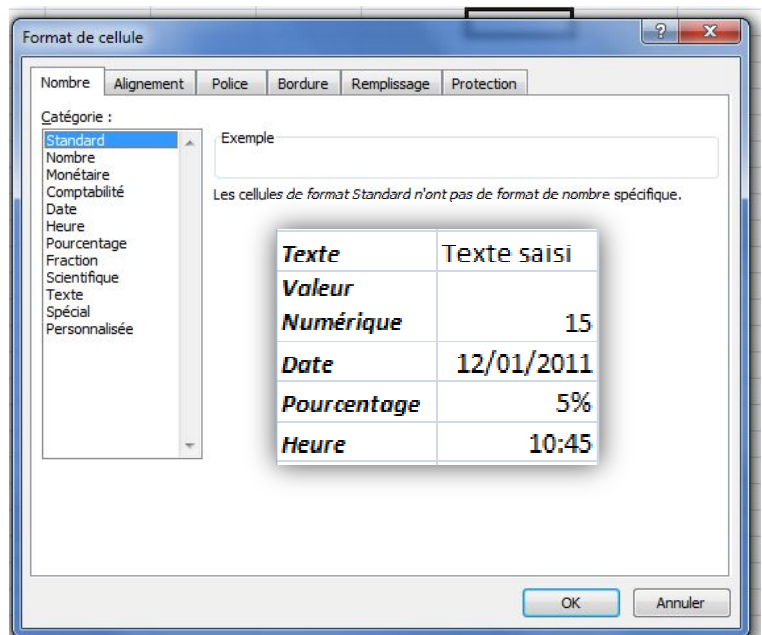 Format de cellule
Nombre Alignement Police Bordure Remplissage Protection
Catégorie :
Standard
Nombre
Monétaire
Comptabilité
Date
Heure
Pourcentage
Fraction
Scientifique
Texte
Spécial
Personnalisée
Exemple
Les cellules de format Standard n'ont pas de format de nombre spécifique.
Texte Texte saisi
Valeur
Numérique 15
Date 12/01/2011
Pourcentage 5%
Heure 10:45
OK Annuler